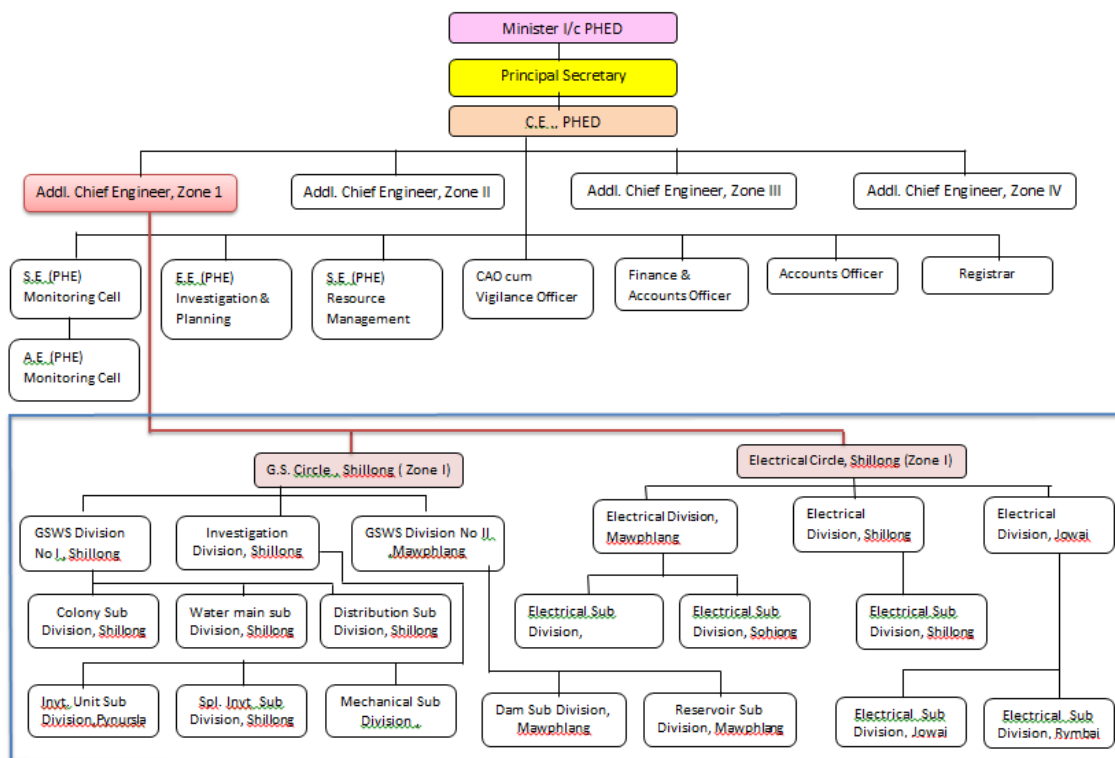 Minister I/c PHED
Principal Secretary
C.E.., PHED
Addl. Chief Engineer, Zone 1
Addl. Chief Engineer, Zone II
Addl. Chief Engineer, Zone III
Addl. Chief Engineer, Zone IV
S.E.(PHE)
Monitoring Cell
E.E.(PHE)
Investigation &
Planning
S.E.(PHE)
Resource
Management
CAO cum
Vigilance Officer
Finance &
Accounts Officer
Accounts Officer
Registrar
A.E.(PHE)
Monitoring Cell
G.S. Circle., Shillong ( Zone I)
Electrical Circle, Shillong (Zone I)
GSWS Division
No I., Shillong
Investigation
Division, Shillong
GSWS Division No II
,Mawphlang
Electrical Division,
Mawphlang
Electrical
Division, Shillong
Electrical
Division, Jowai
Colony Sub
Division, Shillong
Water main sub
Division, Shillong
Distribution Sub
Division, Shillong
Electrical Sub
Division,
Electrical Sub
Division, Sohiong
Electrical Sub
Division, Shillong
Invt. Unit Sub
Division,Pynursla
Spl. Invt Sub
Division, Shillong
Mechanical Sub
Division.,
Dam Sub Division,
Mawphlang
Reservoir Sub
Division, Mawphlang
Electrical Sub
Division, Jowai
Electrical Sub
Division, Rymbai